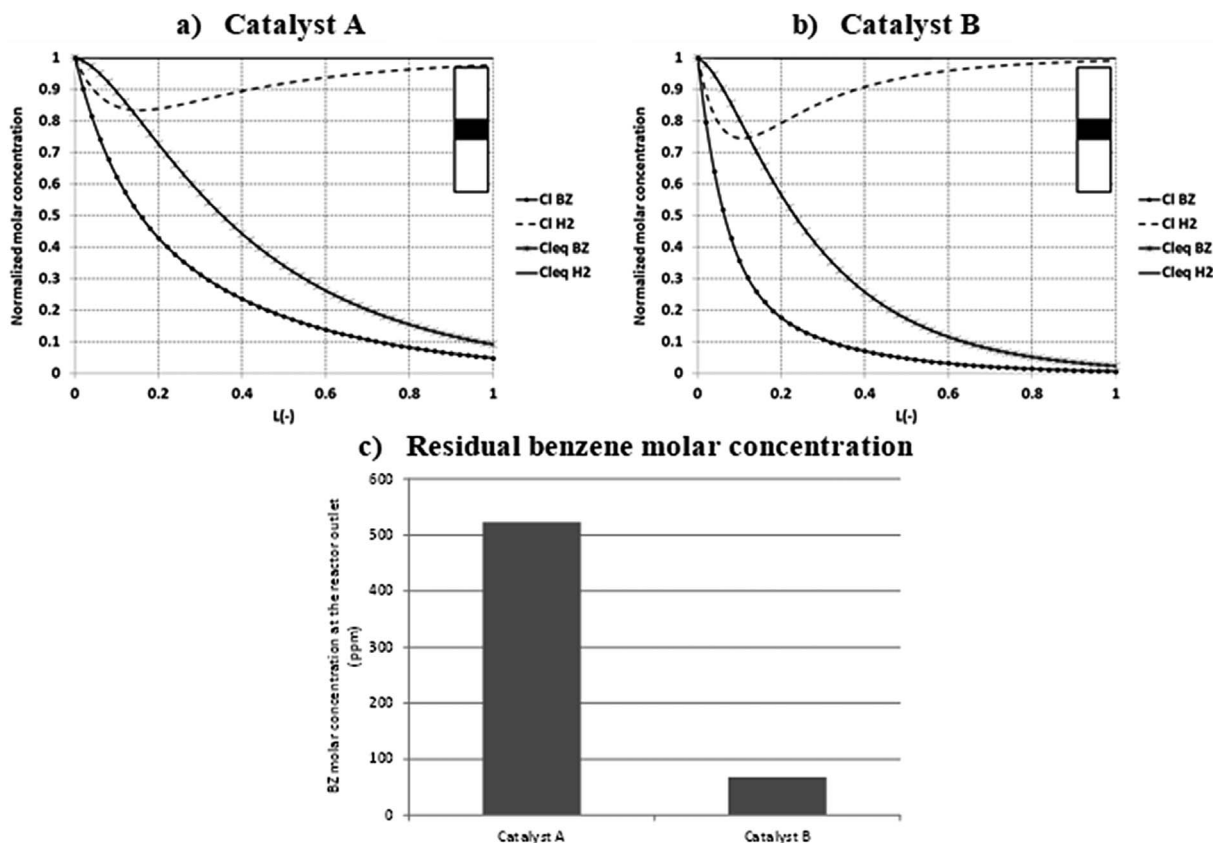 a) Catalyst A
Normalized molar concentration
1
0.9
0.8
0.7
0.6
0.5
0.4
0.3
0.2
0.1
0
0 0.2 0.4 0.6 0.8 1
L(-)
Cl BZ
Cl H2
Cleq BZ
Cleq H2
b) Catalyst B
Normalized molar concentration
1
0.9
0.8
0.7
0.6
0.5
0.4
0.3
0.2
0.1
0
0 0.2 0.4 0.6 0.8 1
L(-)
Cl BZ
Cl H2
Cleq BZ
Cleq H2
c) Residual benzene molar concentration
BZ molar concentration at the reactor outlet
(ppm)
600
500
400
300
200
100
0
Catalyst A Catalyst B